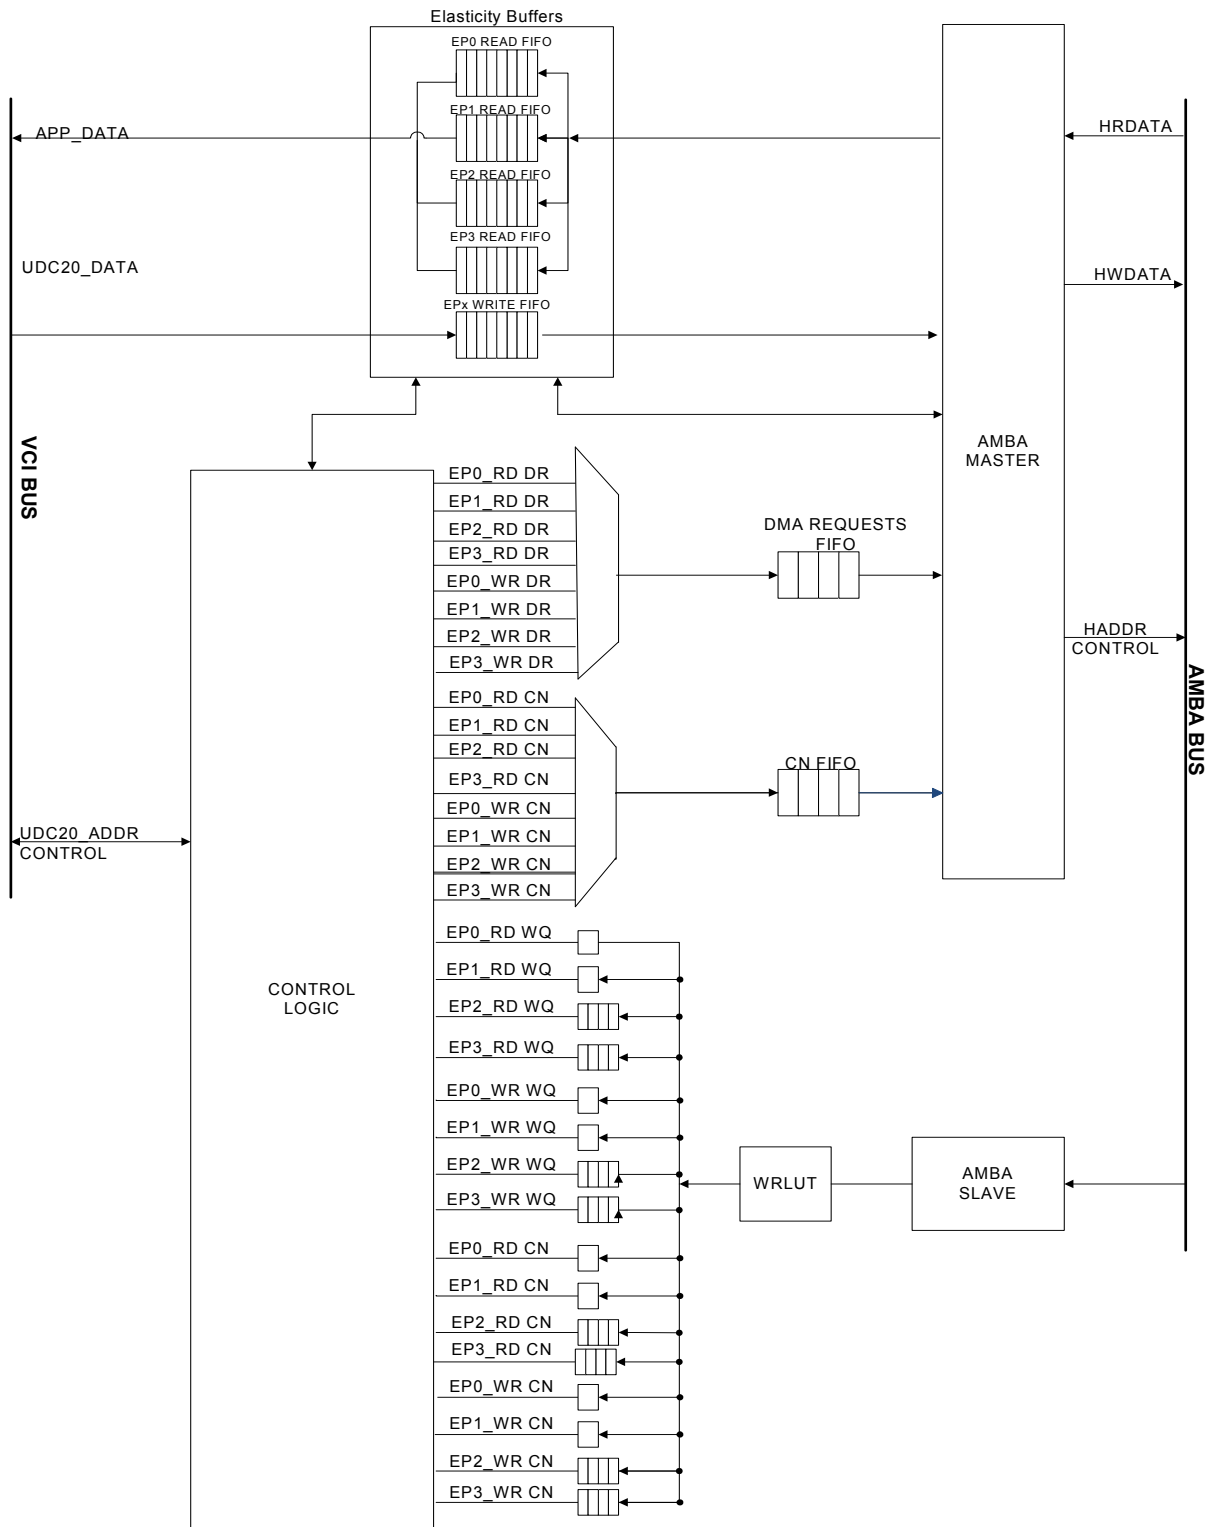 Elasticity Buffers
EP0 READ FIFO
EP1 READ FIFO
EP2 READ FIFO
EP3 READ FIFO
EPx WRITE FIFO
APP_DATA
UDC20_DATA
HRDATA
HWDATA
VCI BUS
AMBA
MASTER
EP0_RD DR
EP1_RD DR
EP2_RD DR
EP3_RD DR
EP0_WR DR
EP1_WR DR
EP2_WR DR
EP3_WR DR
DMA REQUESTS
FIFO
HADDR
CONTROL
AMBA BUS
EP0_RD CN
EP1_RD CN
EP2_RD CN
EP3_RD CN
EP0_WR CN
EP1_WR CN
EP2_WR CN
EP3_WR CN
CN FIFO
UDC20_ADDR
CONTROL
CONTROL
LOGIC
EP0_RD WQ
EP1_RD WQ
EP2_RD WQ
EP3_RD WQ
EP0_WR WQ
EP1_WR WQ
EP2_WR WQ
EP3_WR WQ
WRLUT
AMBA
SLAVE
EP0_RD CN
EP1_RD CN
EP2_RD CN
EP3_RD CN
EP0_WR CN
EP1_WR CN
EP2_WR CN
EP3_WR CN